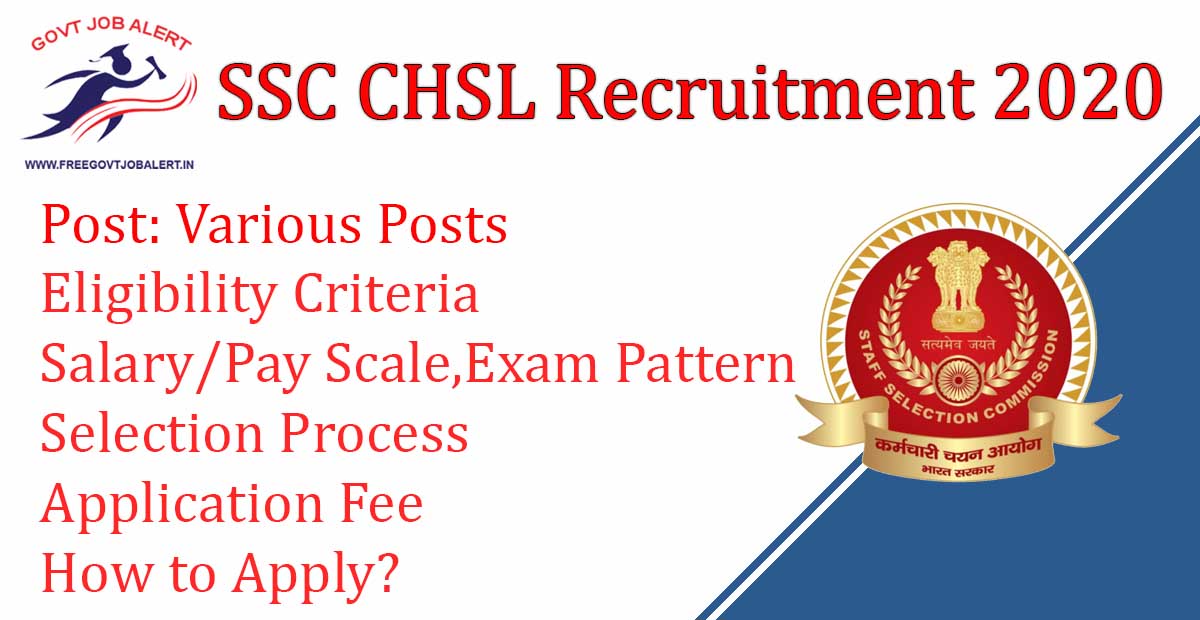 GOVT JOB ALERT
WWW.FREEGOVTJOBALERT.IN
SSC CHSL Recruitment 2020
Post: Various Posts
Eligibility Criteria
Salary/Pay Scale,Exam Pattern
Selection Process
Application Fee
How to Apply?
सत्यमेव जयते
STAFF SELECTION COMMISSION
कर्मचारी चयन आयोग
भारत सरकार